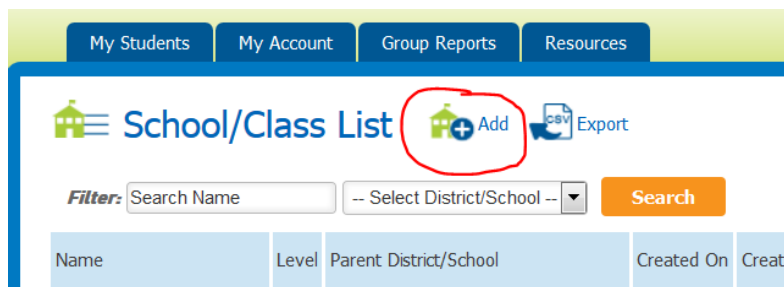 My Students My Account Group Reports Resources
School/Class List Add CSV Export
Filter: Search Name -- Select District/School -- Search
Name Level Parent District/School Created On Creat